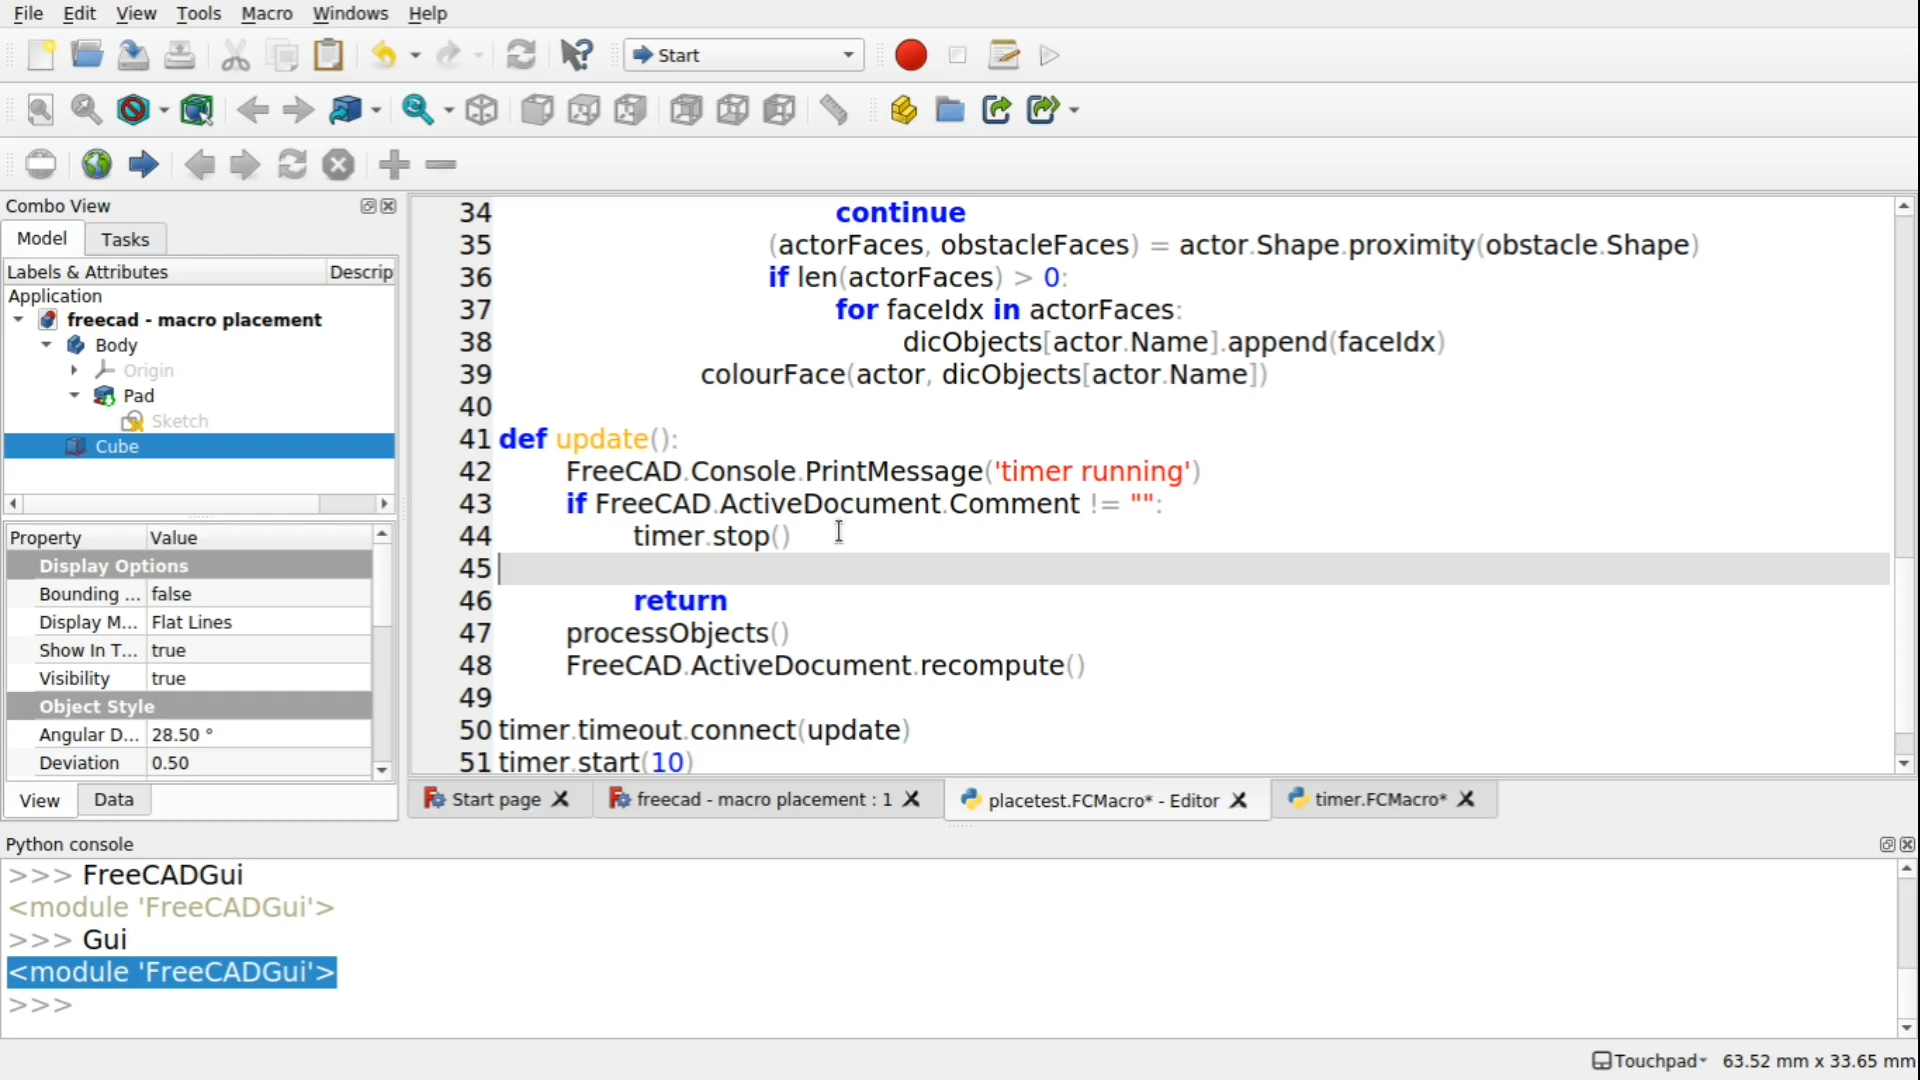 File Edit View Tools Macro Windows Help
Start
Combo View
Model Tasks
Labels & Attributes Descrip
Application
freecad - macro placement
Body
Origin
Pad
Sketch
Cube
Property Value
Display Options
Bounding ... false
Display M... Flat Lines
Show In T... true
Visibility true
Object Style
Angular D... 28.50 °
Deviation 0.50
View Data
34 continue
35 (actorFaces, obstacleFaces) = actor.Shape.proximity(obstacle.Shape)
36 if len(actorFaces) > 0:
37 for faceIdx in actorFaces:
38 dicObjects[actor.Name].append(faceIdx)
39 colourFace(actor, dicObjects[actor.Name])
40
41 def update():
42 FreeCAD.Console.PrintMessage('timer running')
43 if FreeCAD.ActiveDocument.Comment != "":
44 timer.stop()
45
46 return
47 processObjects()
48 FreeCAD.ActiveDocument.recompute()
49
50 timer.timeout.connect(update)
51 timer.start(10)
Start page freecad - macro placement : 1 placetest.FCMacro* - Editor timer.FCMacro*
Python console
>>> FreeCADGui
<module 'FreeCADGui'>
>>> Gui
<module 'FreeCADGui'>
>>>
Touchpad 63.52 mm x 33.65 mm